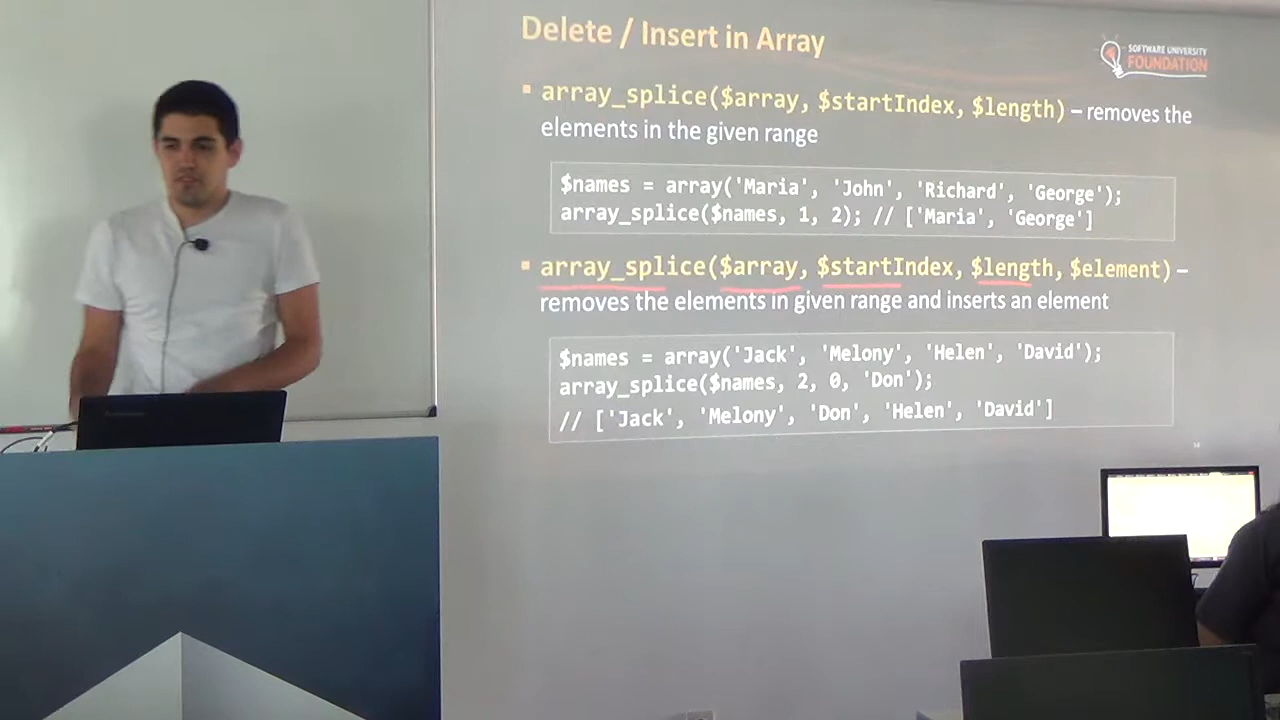 Delete / Insert in Array
SOFTWARE UNIVERSITY
FOUNDATION
array_splice($array, $startIndex, $length) – removes the
elements in the given range
$names = array('Maria', 'John', 'Richard', 'George');
array_splice($names, 1, 2); // ['Maria', 'George']
array_splice($array, $startIndex, $length, $element) –
removes the elements in given range and inserts an element
$names = array('Jack', 'Melony', 'Helen', 'David');
array_splice($names, 2, 0, 'Don');
// ['Jack', 'Melony', 'Don', 'Helen', 'David']